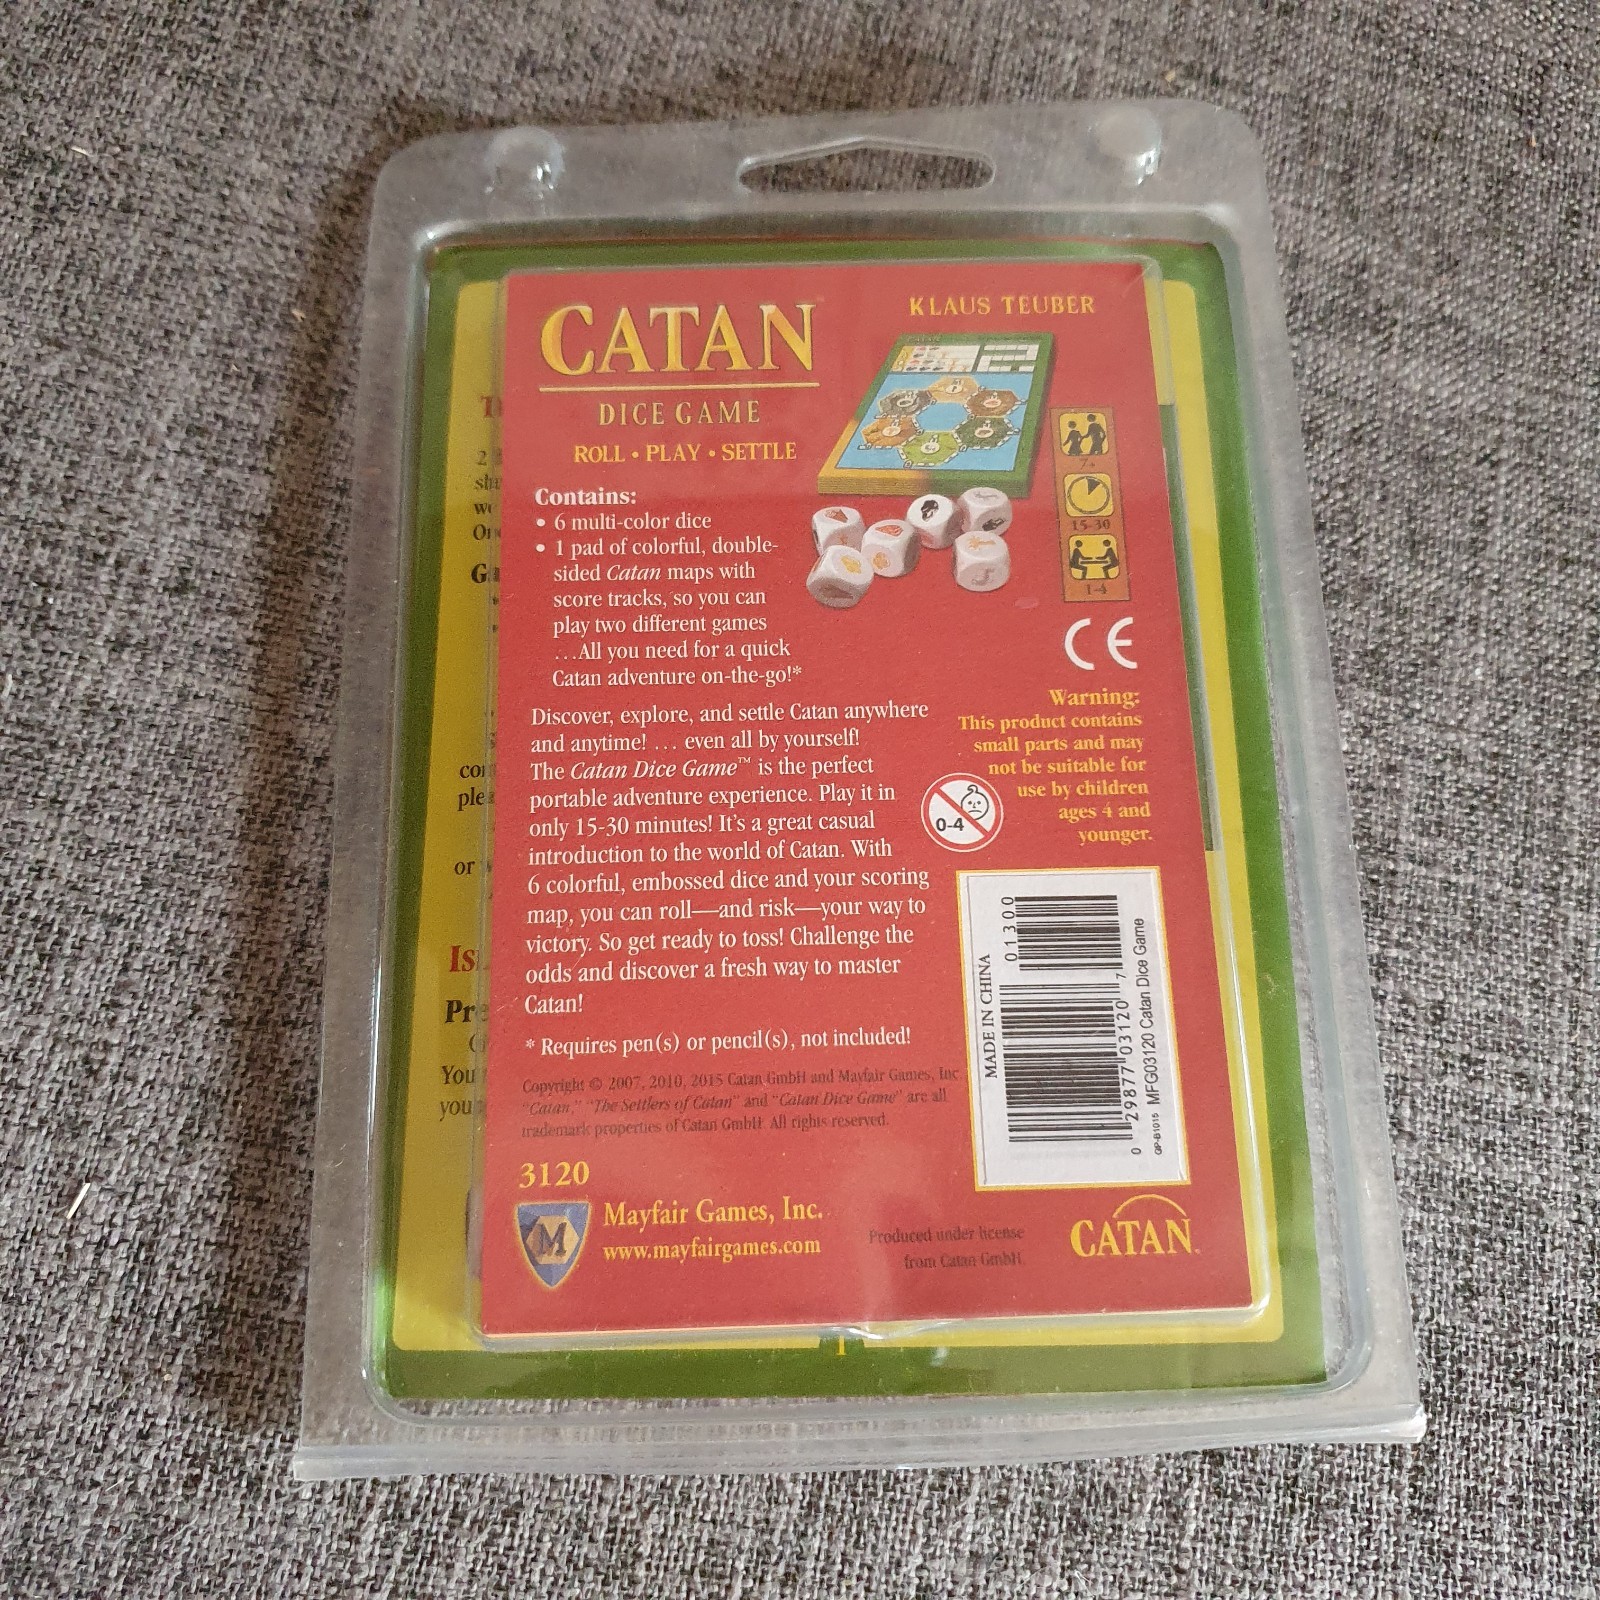 CATAN
KLAUS TEUBER
DICE GAME
ROLL • PLAY • SETTLE
Contains:
• 6 multi-color dice
• 1 pad of colorful, double-
sided Catan maps with
score tracks, so you can
play two different games
...All you need for a quick
Catan adventure on-the-go!*
7+
15-30
1-4
CE
Discover, explore, and settle Catan anywhere
and anytime! ... even all by yourself!
The Catan Dice Game™ is the perfect
portable adventure experience. Play it in
only 15-30 minutes! It's a great casual
introduction to the world of Catan. With
6 colorful, embossed dice and your scoring
map, you can roll—and risk—your way to
victory. So get ready to toss! Challenge the
odds and discover a fresh way to master
Catan!
* Requires pen(s) or pencil(s), not included!
Warning:
This product contains
small parts and may
not be suitable for
use by children
ages 4 and
younger.
0-4
MADE IN CHINA
01300
0 29877 03120 7
GP-B1015 MFG03120 Catan Dice Game
Copyright © 2007, 2010, 2015 Catan GmbH and Mayfair Games, Inc.
"Catan," "The Settlers of Catan" and "Catan Dice Game" are all
trademark properties of Catan GmbH. All rights reserved.
3120
M
Mayfair Games, Inc.
www.mayfairgames.com
Produced under license
from Catan GmbH.
CATAN
You
you
or
1